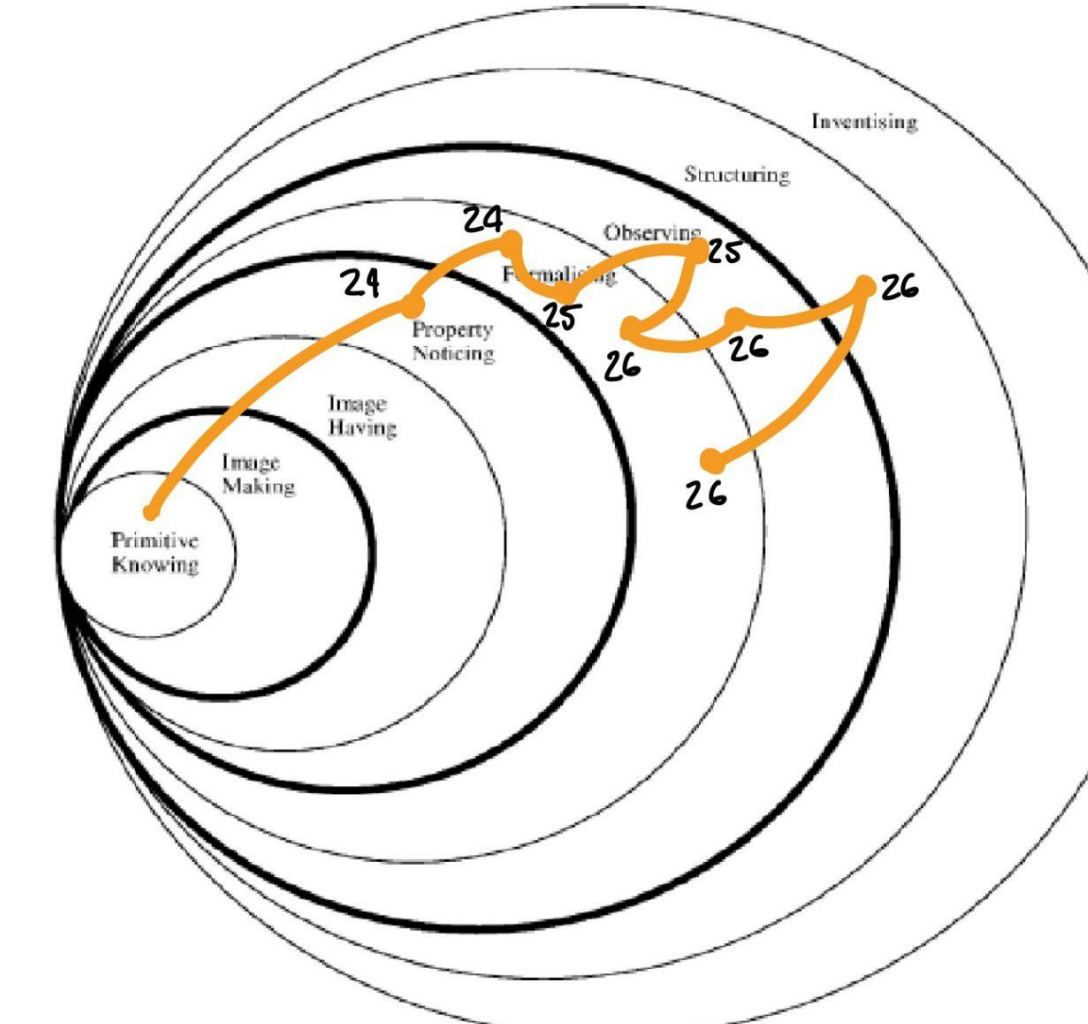 Inventising
Structuring
24
Observing
25
Formalising
24
26
25
Property
Noticing
26
26
Image
Having
Image
Making
26
Primitive
Knowing